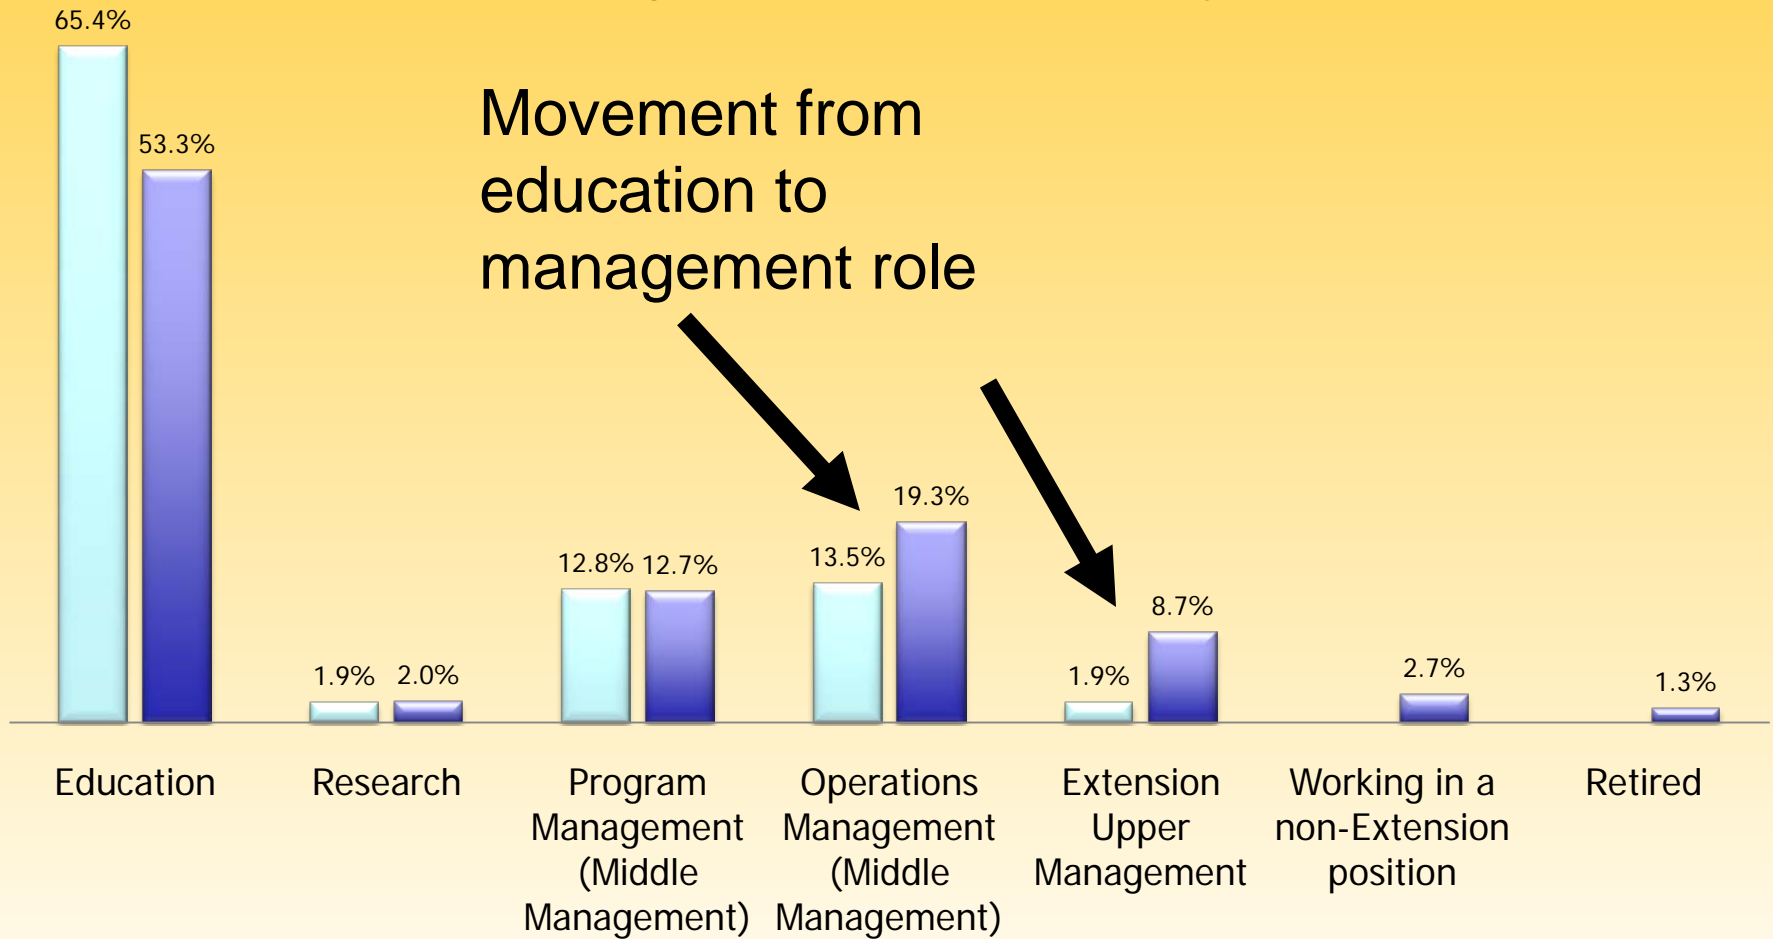 65.4%
53.3%
Movement from
education to
management role
19.3%
12.8% 12.7%
13.5%
8.7%
1.9% 2.0%
1.9%
2.7%
1.3%
Education
Research
Program
Management
(Middle
Management)
Operations
Management
(Middle
Management)
Extension
Upper
Management
Working in a
non-Extension
position
Retired